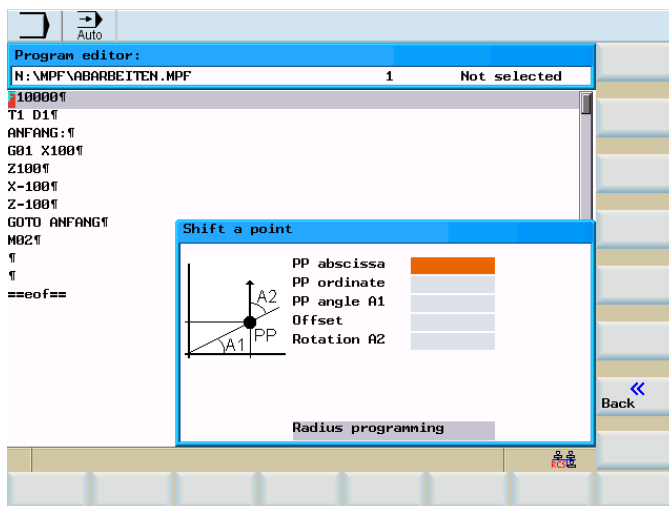 Auto
Program editor:
N:\MPF\ABARBEITEN.MPF 1 Not selected
F10000¶
T1 D1¶
ANFANG:¶
G01 X100¶
Z100¶
X-100¶
Z-100¶
GOTO ANFANG¶
M02¶
¶
¶
==eof==
Shift a point
PP abscissa
PP ordinate
PP angle A1
Offset
Rotation A2
A2
PP
A1
Radius programming
Back
RCS